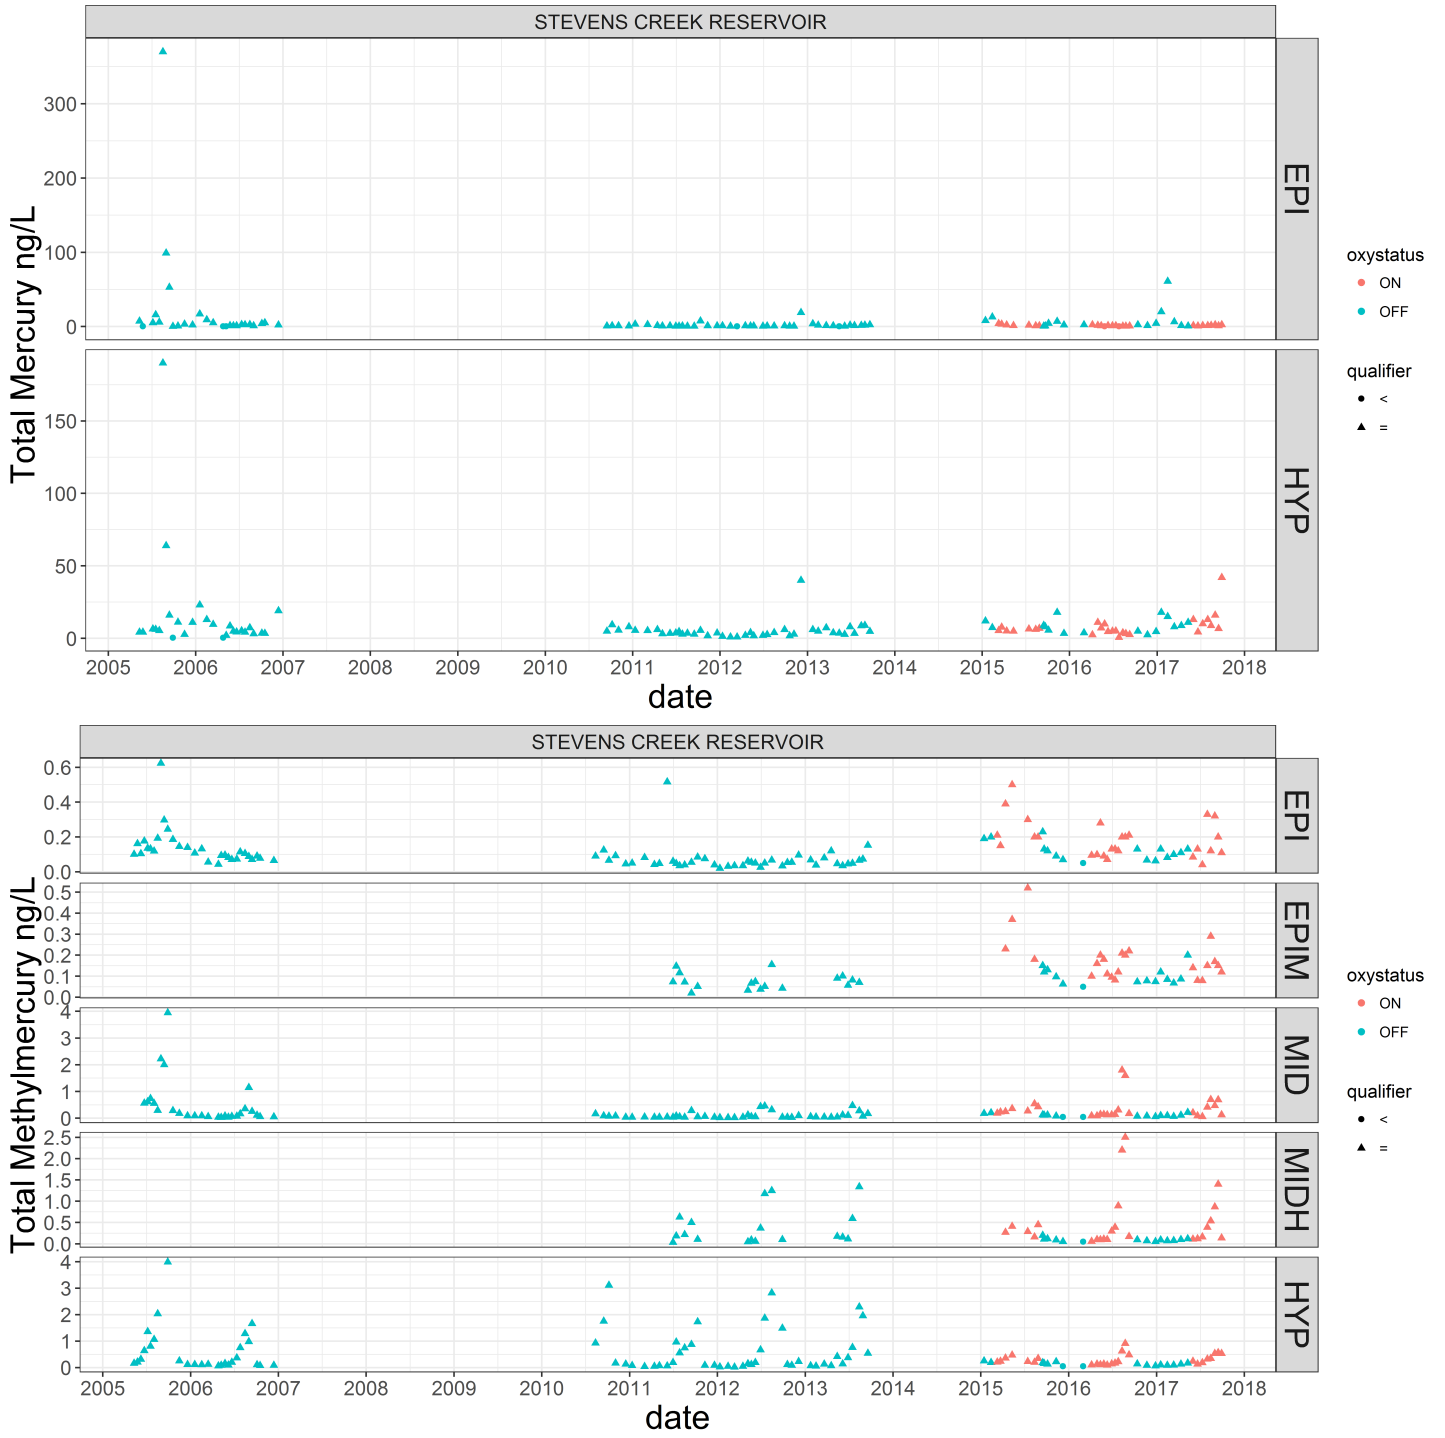 STEVENS CREEK RESERVOIR
Total Mercury ng/L
300
200
100
0
EPI
150
100
50
0
HYP
2005 2006 2007 2008 2009 2010 2011 2012 2013 2014 2015 2016 2017 2018
date
oxystatus
ON
OFF
qualifier
<
=
STEVENS CREEK RESERVOIR
Total Methylmercury ng/L
0.6
0.4
0.2
0.0
EPI
0.5
0.4
0.3
0.2
0.1
0.0
EPIM
4
3
2
1
0
MID
2.5
2.0
1.5
1.0
0.5
0.0
MIDH
4
3
2
1
0
HYP
2005 2006 2007 2008 2009 2010 2011 2012 2013 2014 2015 2016 2017 2018
date
oxystatus
ON
OFF
qualifier
<
=